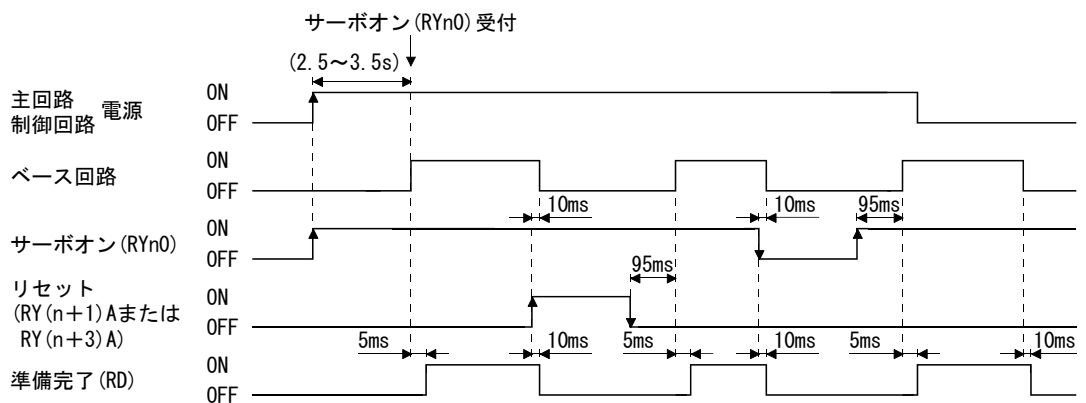 サーボオン(RYn0)受付
(2.5～3.5s)
主回路
制御回路
電源
ON
OFF
ベース回路
ON
OFF
10ms
10ms
95ms
サーボオン(RYn0)
ON
OFF
95ms
リセット
(RY(n+1)Aまたは
RY(n+3)A)
ON
OFF
5ms
10ms
5ms
10ms
5ms
10ms
準備完了(RD)
ON
OFF